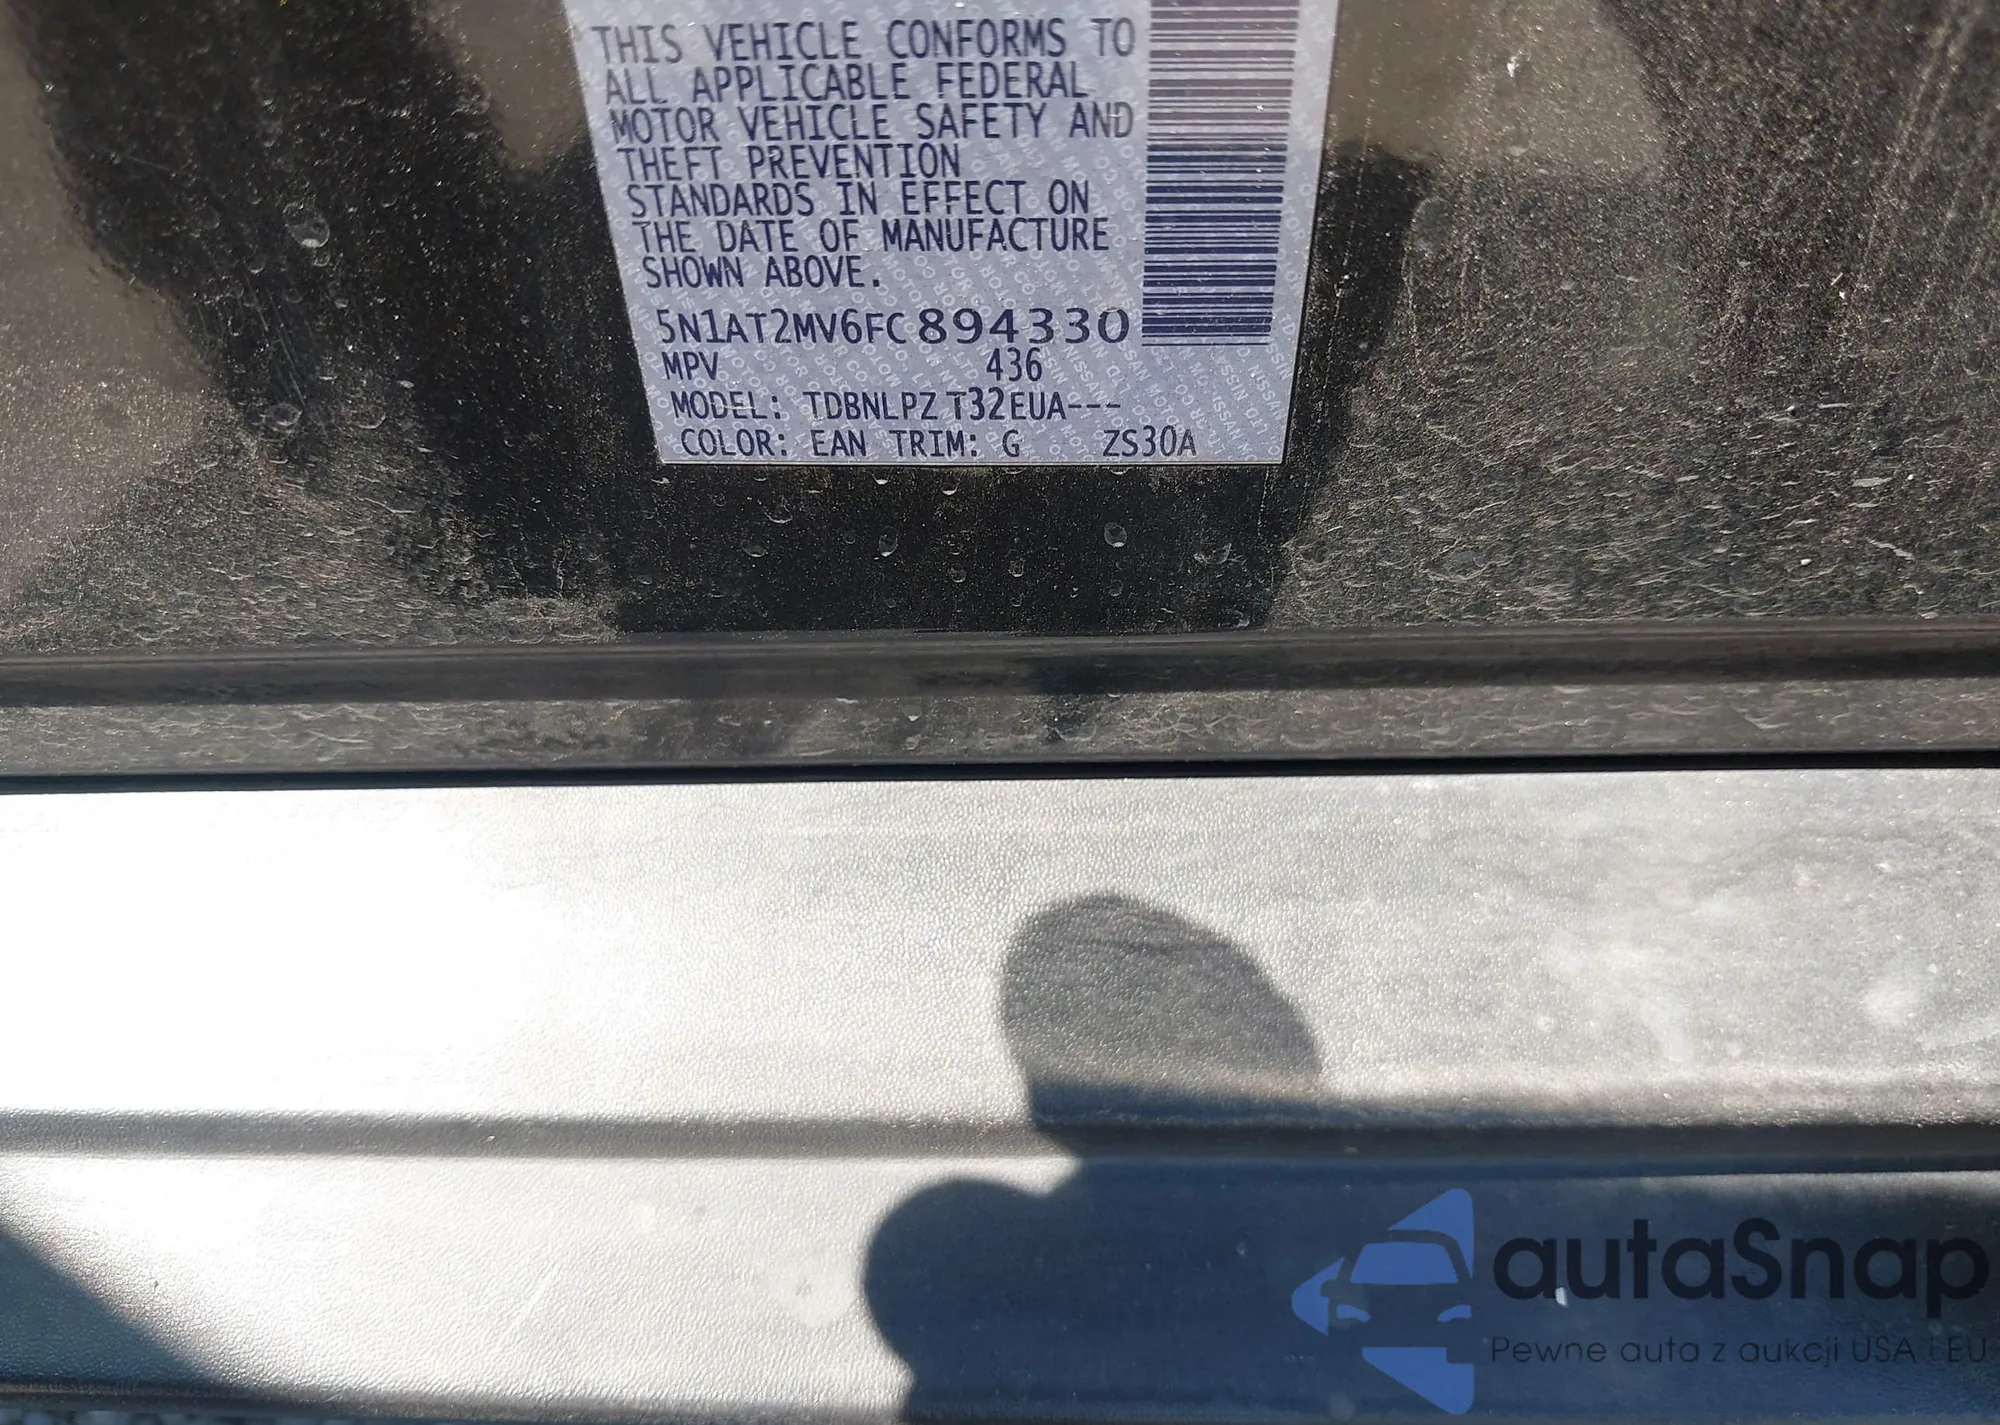 THIS VEHICLE CONFORMS TO
ALL APPLICABLE FEDERAL
MOTOR VEHICLE SAFETY AND
THEFT PREVENTION
STANDARDS IN EFFECT ON
THE DATE OF MANUFACTURE
SHOWN ABOVE.
5N1AT2MV6FC894330
MPV 436
MODEL: TDBNLPZ T32EUA---
COLOR: EAN TRIM: G ZS30A
autaSnap
Pewne auta z aukcji USA i EU